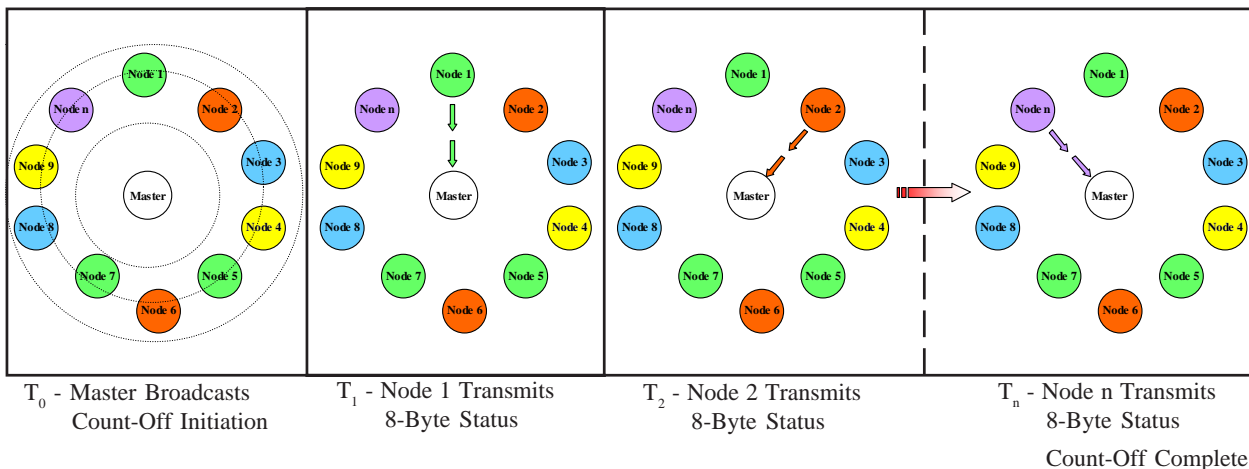 Node 1
Node n
Node 2
Node 9
Node 3
Master
Node 8
Node 4
Node 7
Node 5
Node 6
T0 - Master Broadcasts
Count-Off Initiation
Node 1
Node n
Node 2
Node 9
Node 3
Master
Node 8
Node 4
Node 7
Node 5
Node 6
T1 - Node 1 Transmits
8-Byte Status
Node 1
Node n
Node 2
Node 9
Node 3
Master
Node 8
Node 4
Node 7
Node 5
Node 6
T2 - Node 2 Transmits
8-Byte Status
Node 1
Node n
Node 2
Node 9
Node 3
Master
Node 8
Node 4
Node 7
Node 5
Node 6
Tn - Node n Transmits
8-Byte Status
Count-Off Complete